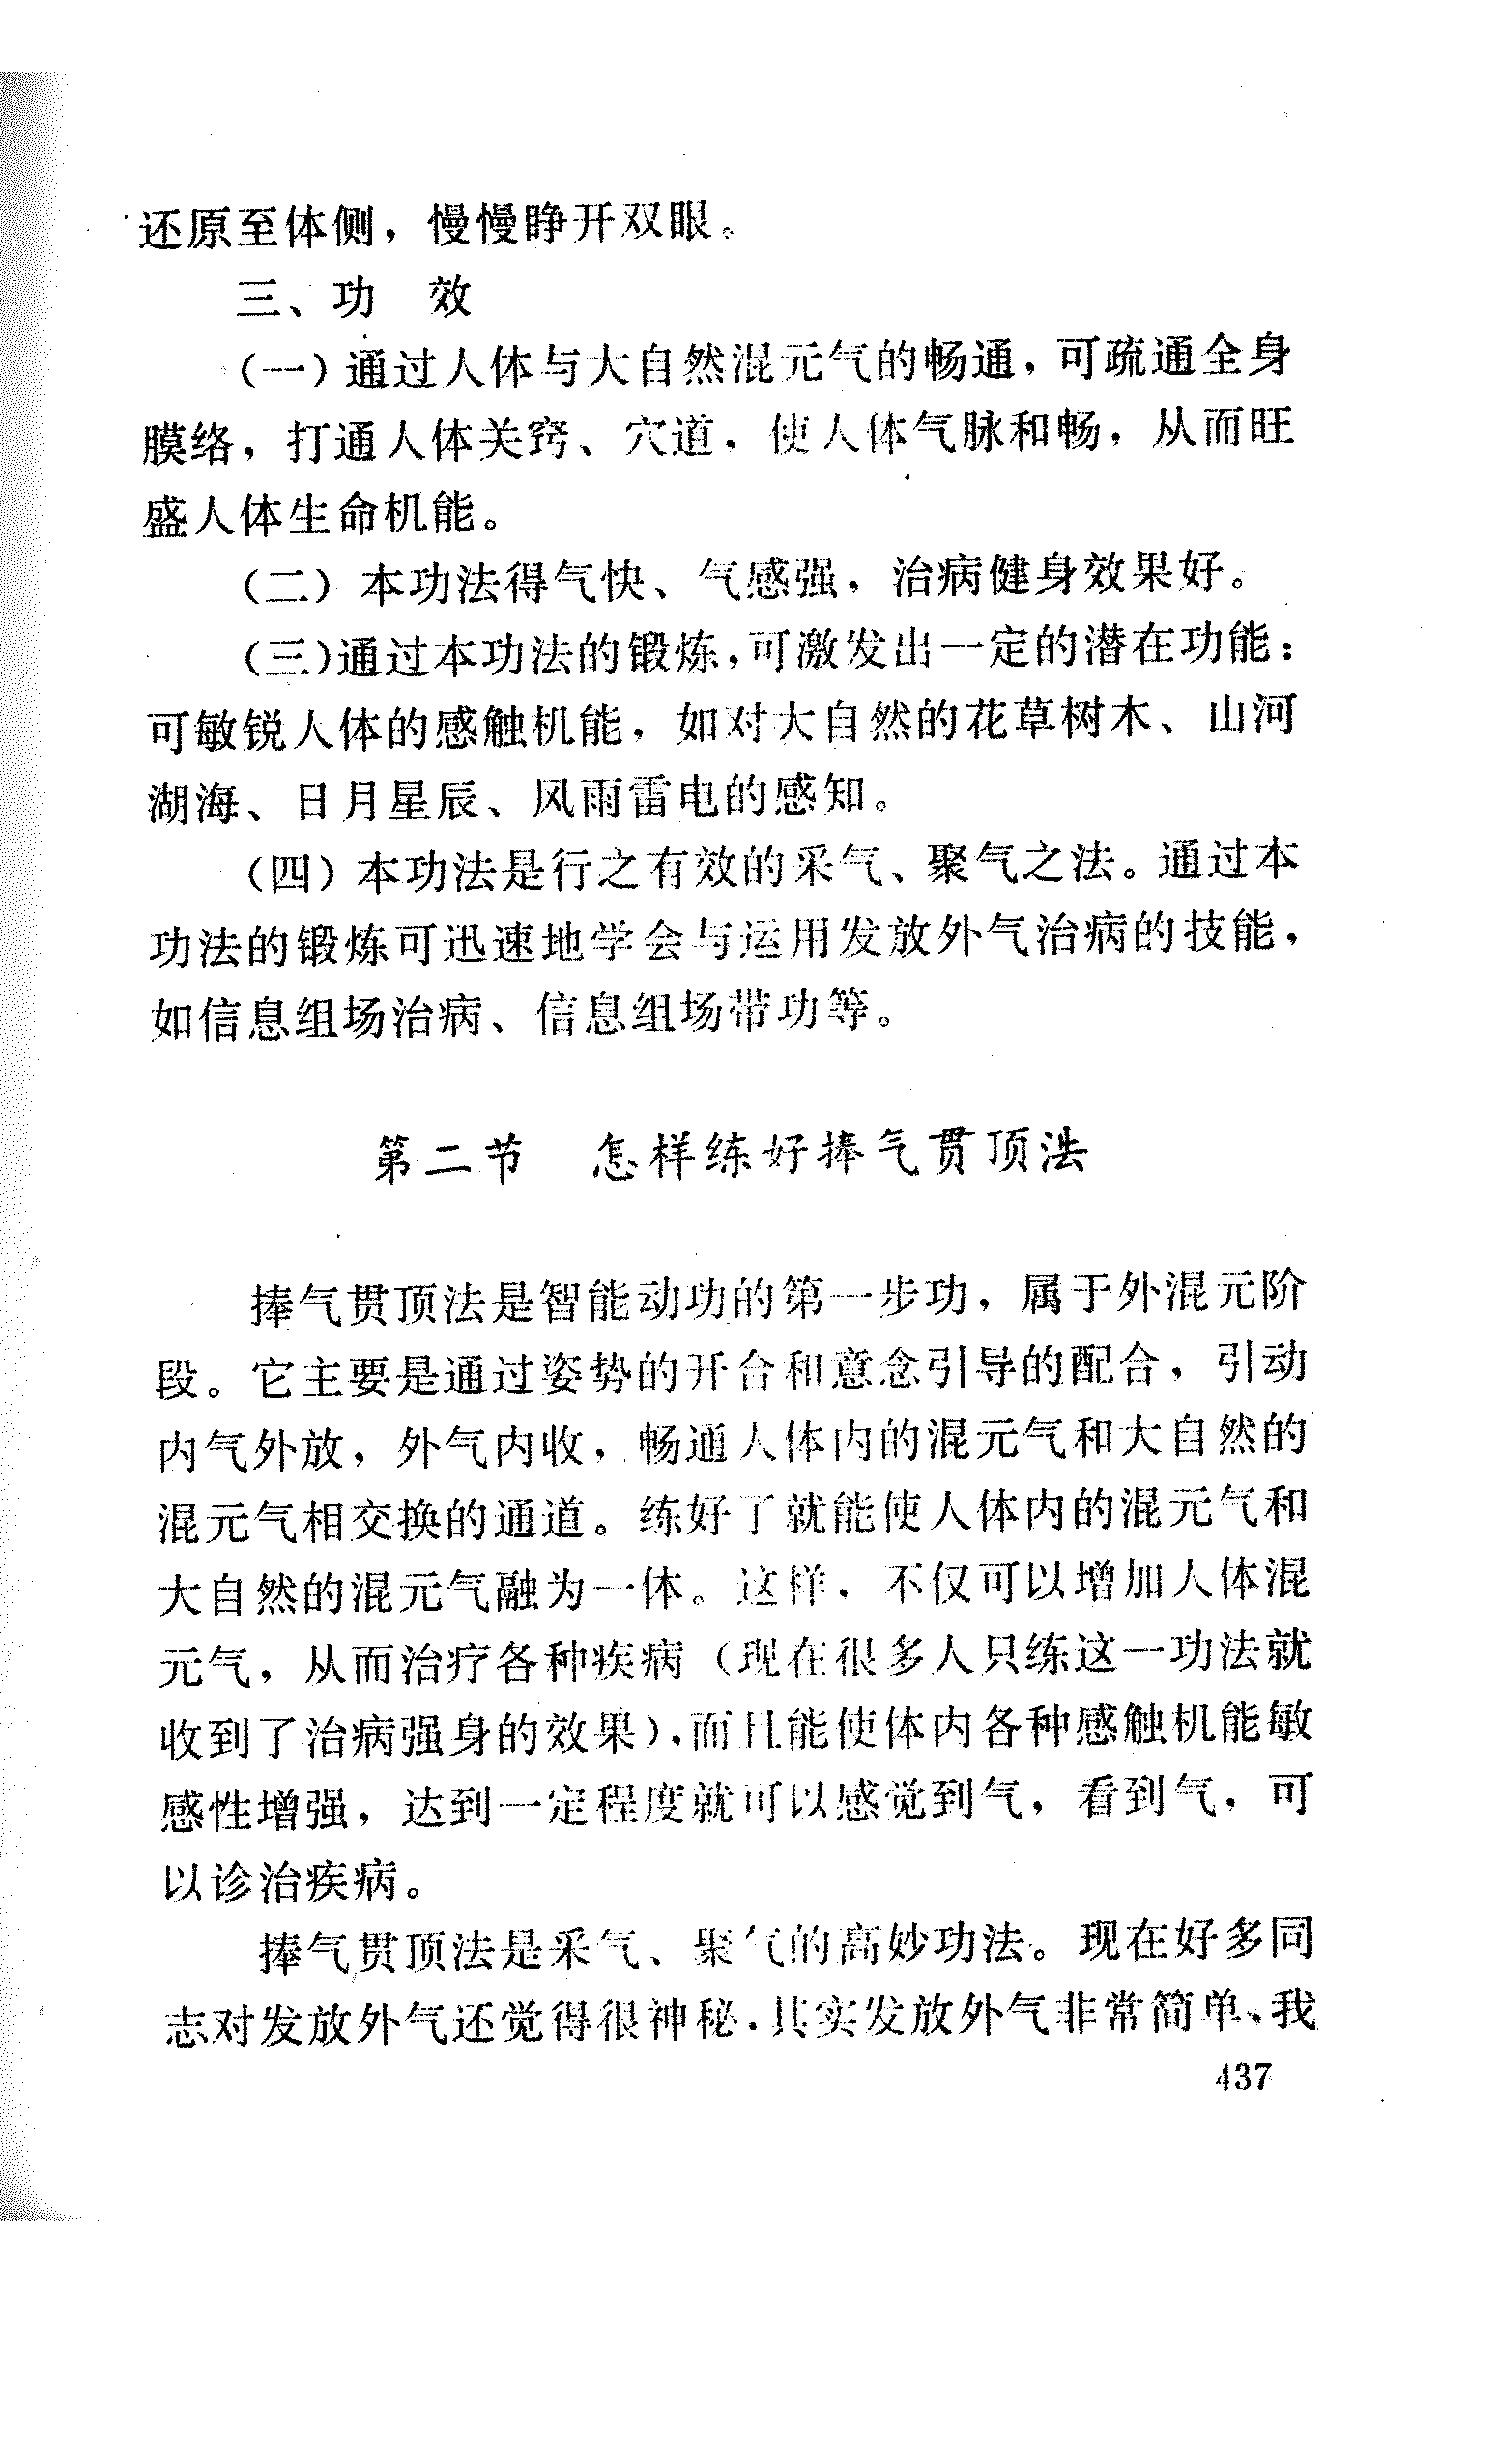 还原至体侧，慢慢睁开双眼。
三、功　效
（一）通过人体与大自然混元气的畅通，可疏通全身
膜络，打通人体关窍、穴道，使人体气脉和畅，从而旺
盛人体生命机能。
（二）本功法得气快、气感强，治病健身效果好。
（三）通过本功法的锻炼，可激发出一定的潜在功能：
可敏锐人体的感触机能，如对大自然的花草树木、山河
湖海、日月星辰、风雨雷电的感知。
（四）本功法是行之有效的采气、聚气之法。通过本
功法的锻炼可迅速地学会与运用发放外气治病的技能，
如信息组场治病、信息组场带功等。
第二节　怎样练好捧气贯顶法
捧气贯顶法是智能动功的第一步功，属于外混元阶
段。它主要是通过姿势的开合和意念引导的配合，引动
内气外放，外气内收，畅通人体内的混元气和大自然的
混元气相交换的通道。练好了就能使人体内的混元气和
大自然的混元气融为一体。这样，不仅可以增加人体混
元气，从而治疗各种疾病（现在很多人只练这一功法就
收到了治病强身的效果），而且能使体内各种感触机能敏
感性增强，达到一定程度就可以感觉到气，看到气，可
以诊治疾病。
捧气贯顶法是采气、聚气的高妙功法。现在好多同
志对发放外气还觉得很神秘．其实发放外气非常简单、我
437